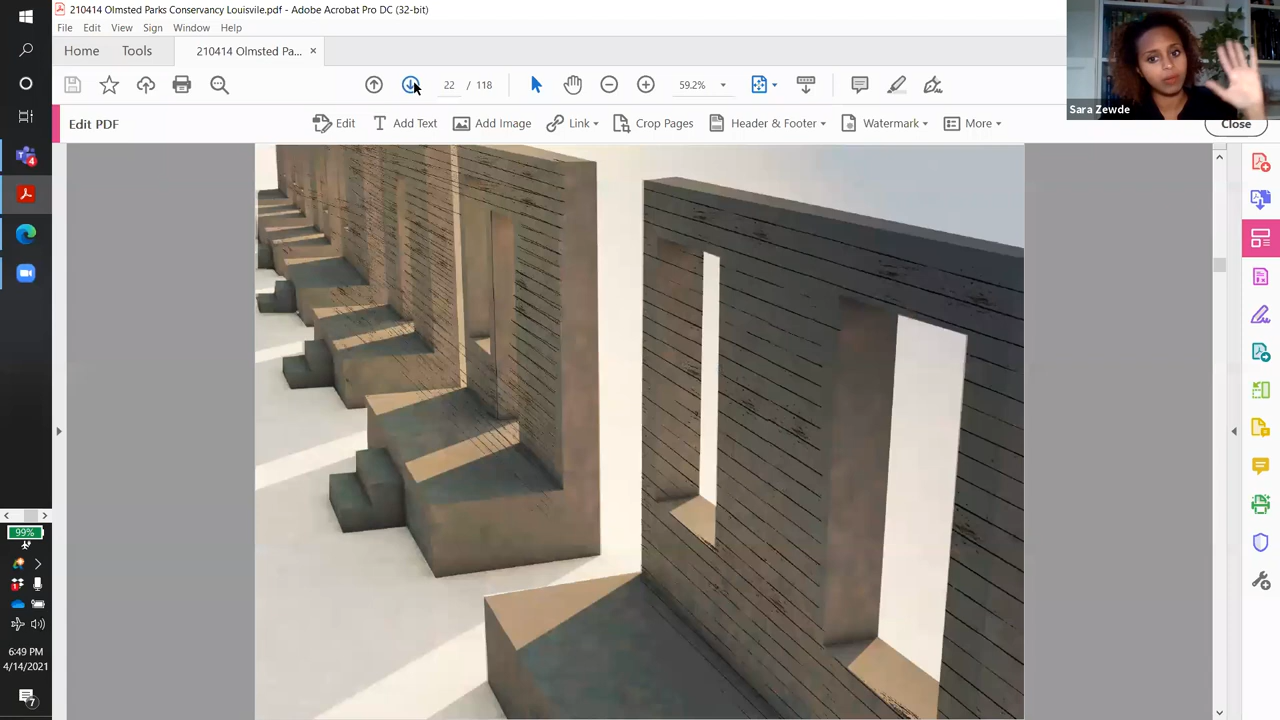 210414 Olmsted Parks Conservancy Louisvile.pdf - Adobe Acrobat Pro DC (32-bit)
File Edit View Sign Window Help
Home Tools 210414 Olmsted Pa... ×
22 / 118 59.2%
Edit PDF Edit Add Text Add Image Link Crop Pages Header & Footer Watermark More Close
Sara Zewde
4
99%
6:49 PM
4/14/2021
7